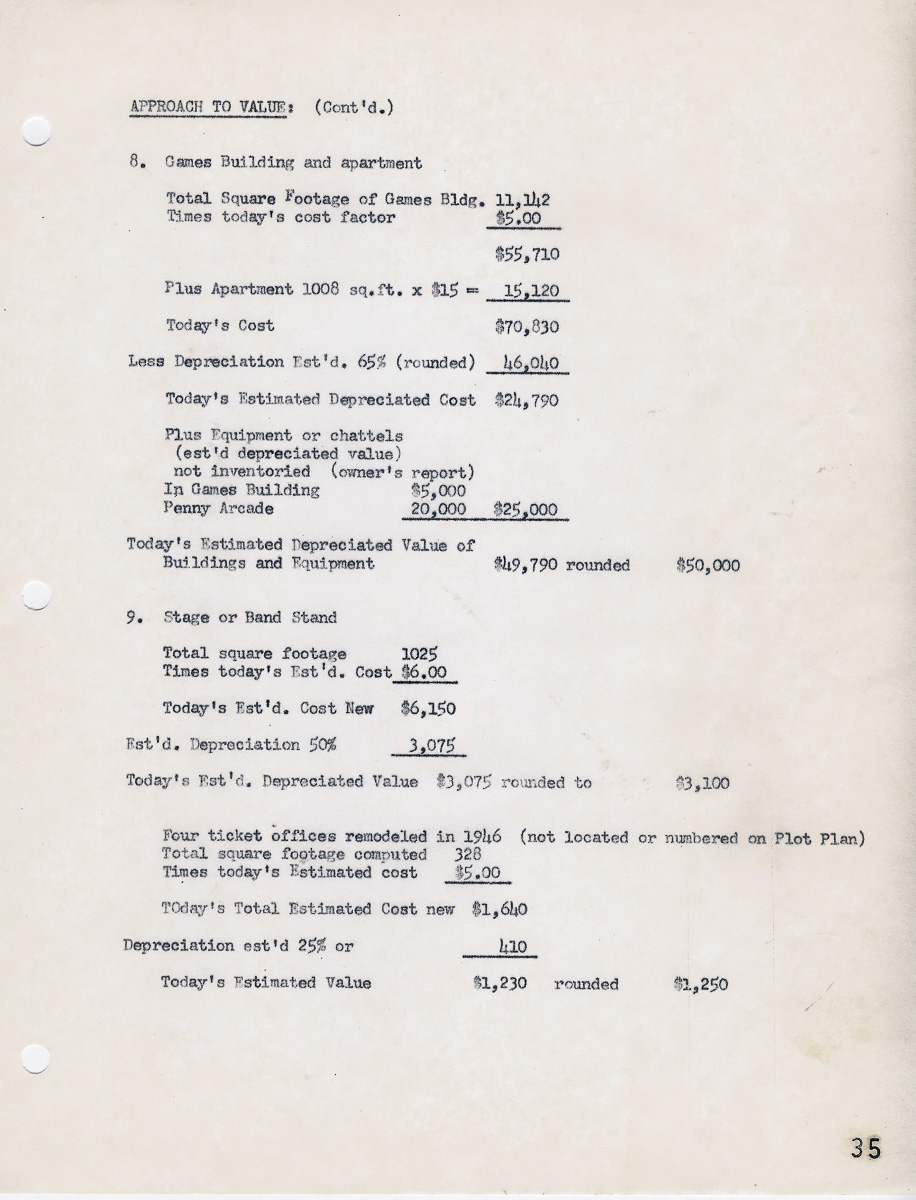 APPROACH TO VALUE: (Cont'd.)
8. Games Building and apartment
Total Square Footage of Games Bldg. 11,142
Times today's cost factor $5.00
$55,710
Plus Apartment 1008 sq.ft. x $15 = 15,120
Today's Cost $70,830
Less Depreciation Est'd. 65% (rounded) 46,040
Today's Estimated Depreciated Cost $24,790
Plus Equipment or chattels
(est'd depreciated value)
not inventoried (owner's report)
In Games Building $5,000
Penny Arcade 20,000 $25,000
Today's Estimated Depreciated Value of
Buildings and Equipment $49,790 rounded $50,000
9. Stage or Band Stand
Total square footage 1025
Times today's Est'd. Cost $6.00
Today's Est'd. Cost New $6,150
Est'd. Depreciation 50% 3,075
Today's Est'd. Depreciated Value $3,075 rounded to $3,100
Four ticket offices remodeled in 1946 (not located or numbered on Plot Plan)
Total square footage computed 328
Times today's Estimated cost $5.00
TOday's Total Estimated Cost new $1,640
Depreciation est'd 25% or 410
Today's Estimated Value $1,230 rounded $1,250
35